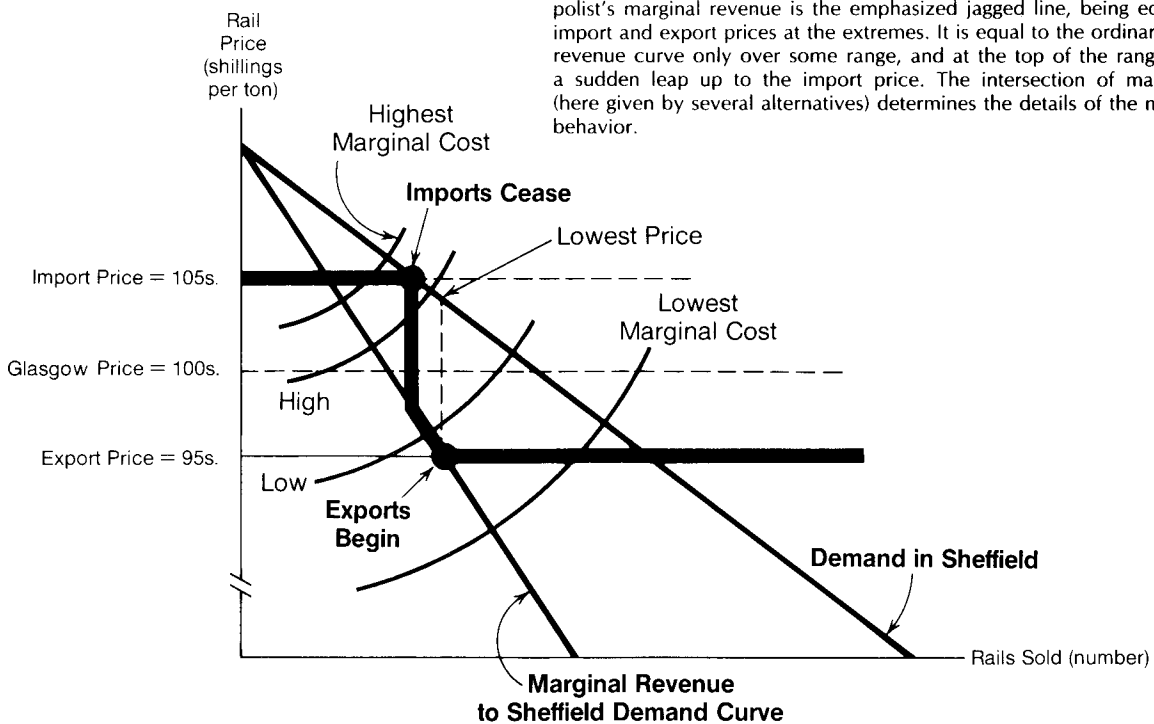 polist's marginal revenue is the emphasized jagged line, being
import and export prices at the extremes. It is equal to the
revenue curve only over some range, and at the top of the
a sudden leap up to the import price. The intersection of
(here given by several alternatives) determines the details of the
behavior.
Rail
Price
(shillings
per ton)
Highest
Marginal Cost
Imports Cease
Lowest Price
Import Price = 105s.
Lowest
Marginal Cost
Glasgow Price = 100s.
High
Export Price = 95s.
Low
Exports
Begin
Demand in Sheffield
Rails Sold (number)
Marginal Revenue
to Sheffield Demand Curve